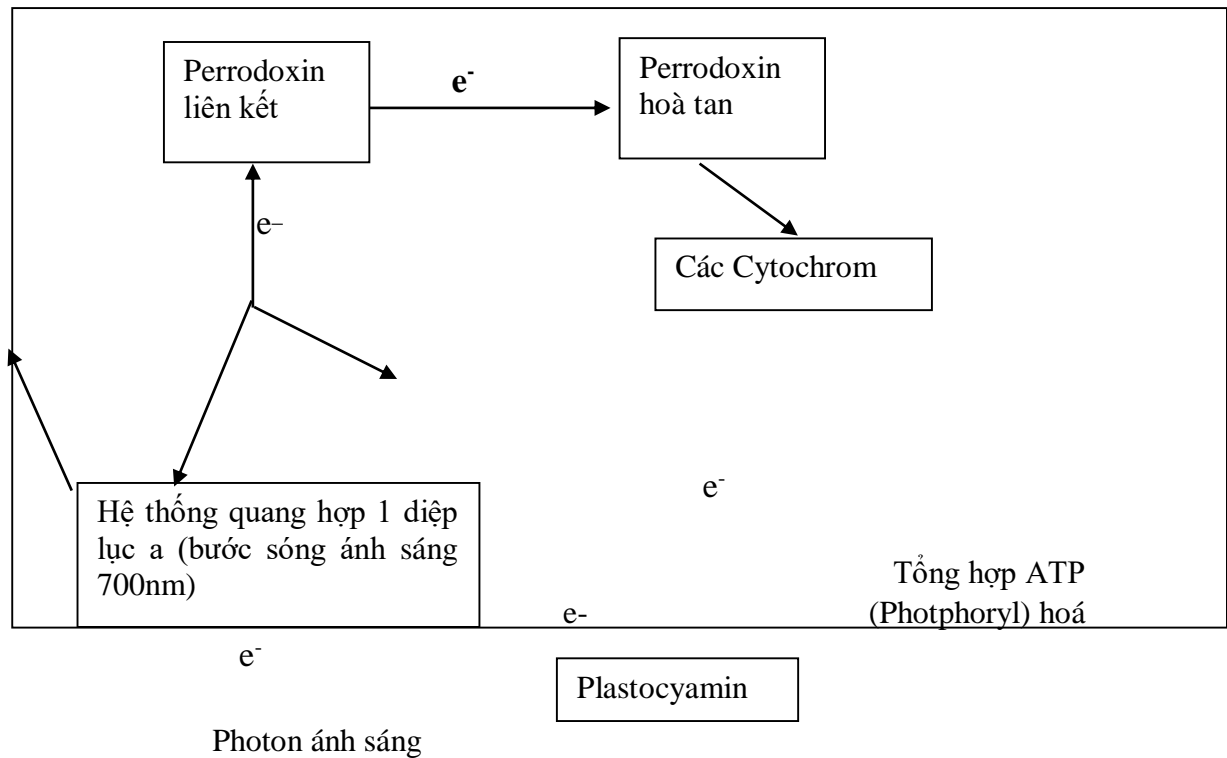 Perrodoxin
liên kết
e-
Perrodoxin
hoà tan
e-
Các Cytochrom
Hệ thống quang hợp 1 diệp
lục a (bước sóng ánh sáng
700nm)
e-
Tổng hợp ATP
(Photphoryl) hoá
e-
e-
Plastocyamin
Photon ánh sáng